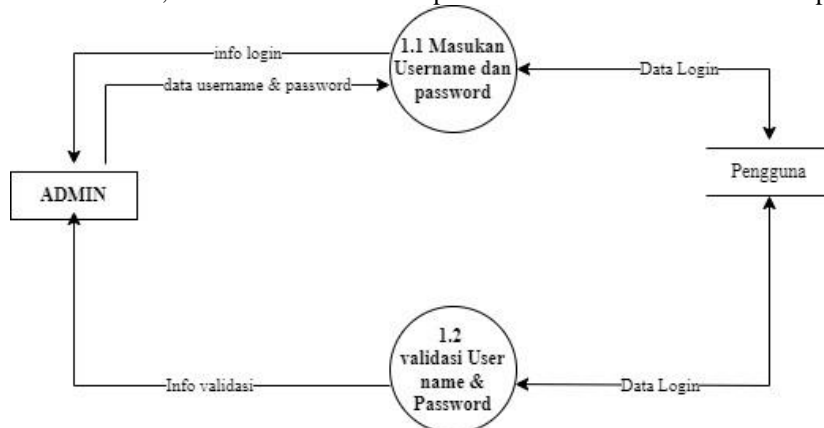 info login
data username & password
1.1 Masukan
Username dan
password
Data Login
ADMIN
Pengguna
1.2
validasi User
name &
Password
Info validasi
Data Login